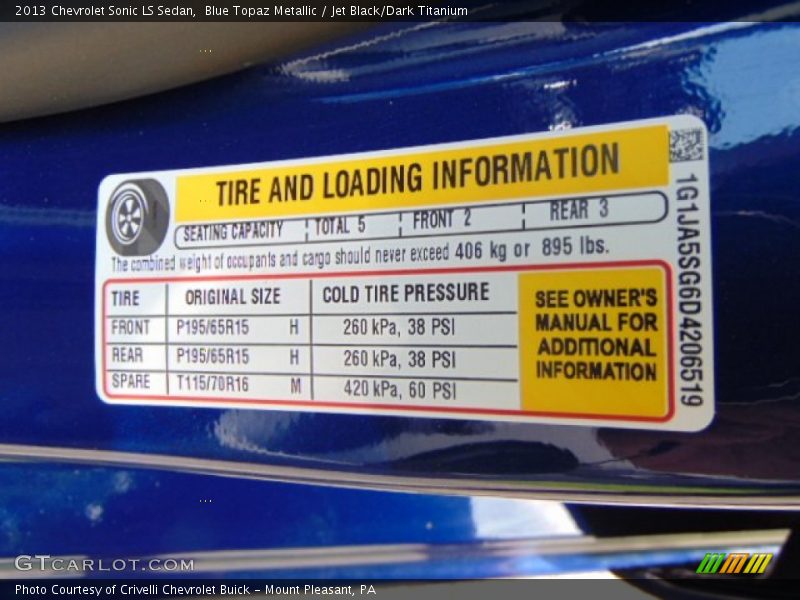 2013 Chevrolet Sonic LS Sedan,  Blue Topaz Metallic / Jet Black/Dark Titanium
TIRE AND LOADING INFORMATION
SEATING CAPACITY TOTAL 5 FRONT 2 REAR 3
The combined weight of occupants and cargo should never exceed 406 kg or 895 lbs.
TIRE ORIGINAL SIZE COLD TIRE PRESSURE
FRONT P195/65R15 H 260 kPa, 38 PSI
REAR P195/65R15 H 260 kPa, 38 PSI
SPARE T115/70R16 M 420 kPa, 60 PSI
SEE OWNER'S
MANUAL FOR
ADDITIONAL
INFORMATION
1G1JA5SG6D4206519
GTCARLOT.COM
Photo Courtesy of Crivelli Chevrolet Buick - Mount Pleasant, PA